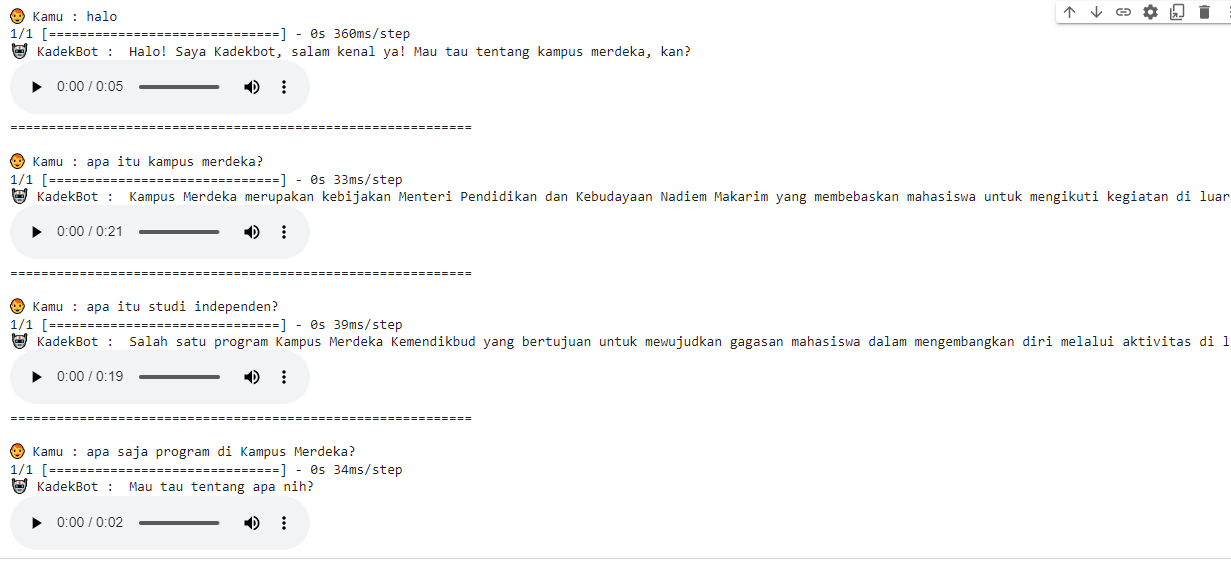 Kamu : halo
1/1 [==============================] - 0s 360ms/step
KadekBot :  Halo! Saya Kadekbot, salam kenal ya! Mau tau tentang kampus merdeka, kan?
0:00 / 0:05
============================================================
Kamu : apa itu kampus merdeka?
1/1 [==============================] - 0s 33ms/step
KadekBot :  Kampus Merdeka merupakan kebijakan Menteri Pendidikan dan Kebudayaan Nadiem Makarim yang membebaskan mahasiswa untuk mengikuti kegiatan di luar
0:00 / 0:21
============================================================
Kamu : apa itu studi independen?
1/1 [==============================] - 0s 39ms/step
KadekBot :  Salah satu program Kampus Merdeka Kemendikbud yang bertujuan untuk mewujudkan gagasan mahasiswa dalam mengembangkan diri melalui aktivitas di l
0:00 / 0:19
============================================================
Kamu : apa saja program di Kampus Merdeka?
1/1 [==============================] - 0s 34ms/step
KadekBot :  Mau tau tentang apa nih?
0:00 / 0:02